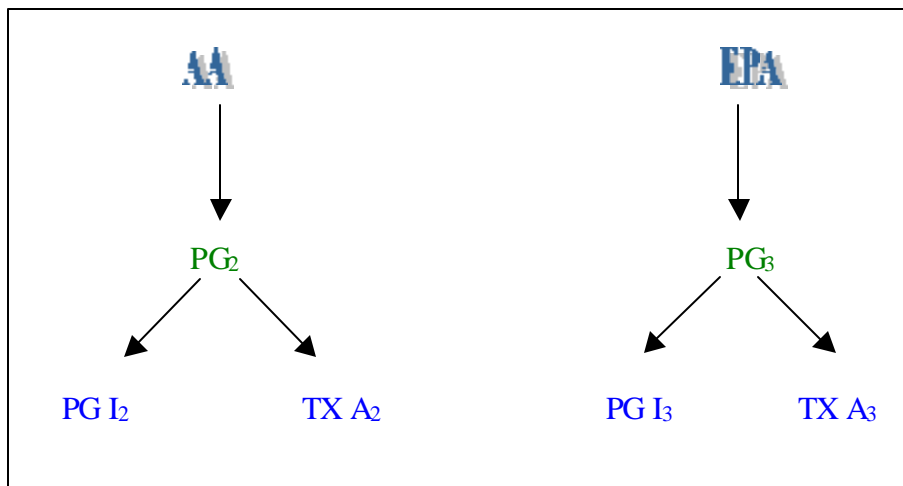 AA EPA
PG₂ PG₃
PG I₂ TX A₂ PG I₃ TX A₃